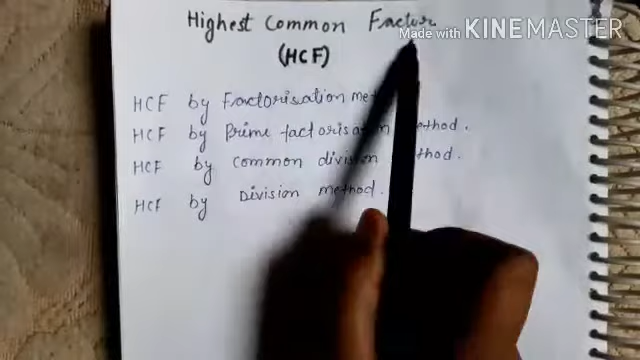 Highest Common Factor
Made with KINEMASTER
(HCF)
HCF by Factorisation
HCF by Prime factorisation method.
HCF by common division method.
HCF by Division method.